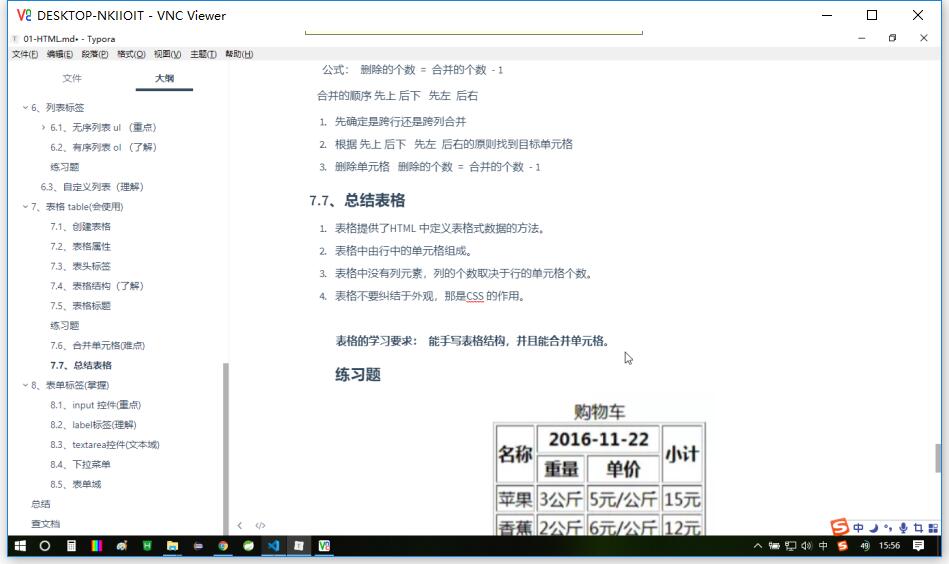 DESKTOP-NKIIOIT - VNC Viewer
01-HTML.md• - Typora
文件(F) 编辑(E) 段落(P) 格式(O) 视图(V) 主题(T) 帮助(H)
文件 大纲
6、列表标签
6.1、无序列表 ul （重点）
6.2、有序列表 ol （了解）
练习题
6.3、自定义列表（理解）
7、表格 table(会使用)
7.1、创建表格
7.2、表格属性
7.3、表头标签
7.4、表格结构（了解）
7.5、表格标题
练习题
7.6、合并单元格(难点)
7.7、总结表格
8、表单标签(掌握)
8.1、input 控件(重点)
8.2、label标签(理解)
8.3、textarea控件(文本域)
8.4、下拉菜单
8.5、表单域
总结
查文档
公式： 删除的个数 = 合并的个数 - 1
合并的顺序 先上 后下 先左 后右
1. 先确定是跨行还是跨列合并
2. 根据 先上 后下 先左 后右的原则找到目标单元格
3. 删除单元格 删除的个数 = 合并的个数 - 1
7.7、总结表格
1. 表格提供了HTML 中定义表格式数据的方法。
2. 表格中由行中的单元格组成。
3. 表格中没有列元素，列的个数取决于行的单元格个数。
4. 表格不要纠结于外观，那是CSS 的作用。
表格的学习要求： 能手写表格结构，并且能合并单元格。
练习题
购物车
名称 2016-11-22 小计
重量 单价
苹果 3公斤 5元/公斤 15元
香蕉 2公斤 6元/公斤 12元
中
中 15:56